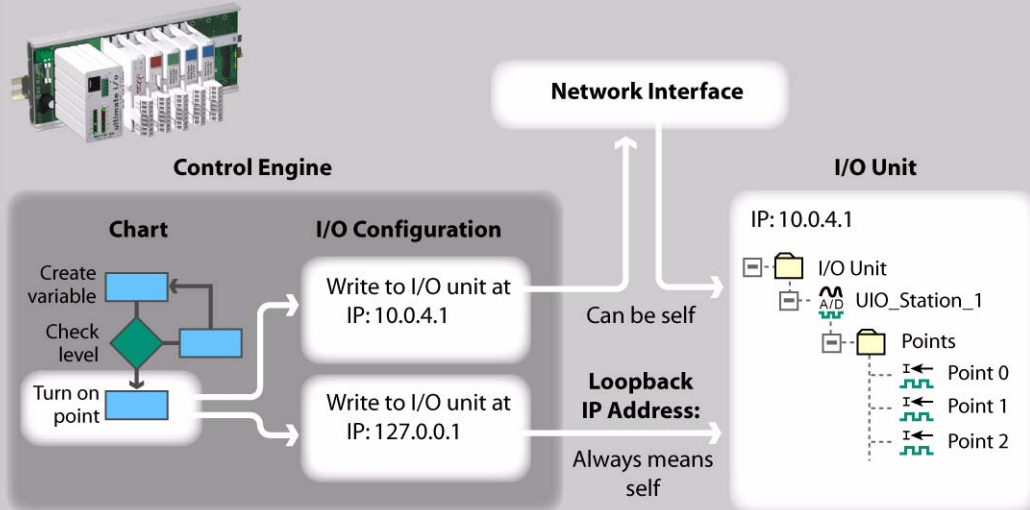 ultimate i/o
Network Interface
Control Engine
I/O Unit
Chart
I/O Configuration
Create
variable
Check
level
Turn on
point
Write to I/O unit at
IP: 10.0.4.1
Write to I/O unit at
IP: 127.0.0.1
Can be self
Loopback
IP Address:
Always means
self
IP: 10.0.4.1
I/O Unit
A/D
UIO_Station_1
Points
I
Point 0
I
Point 1
I
Point 2